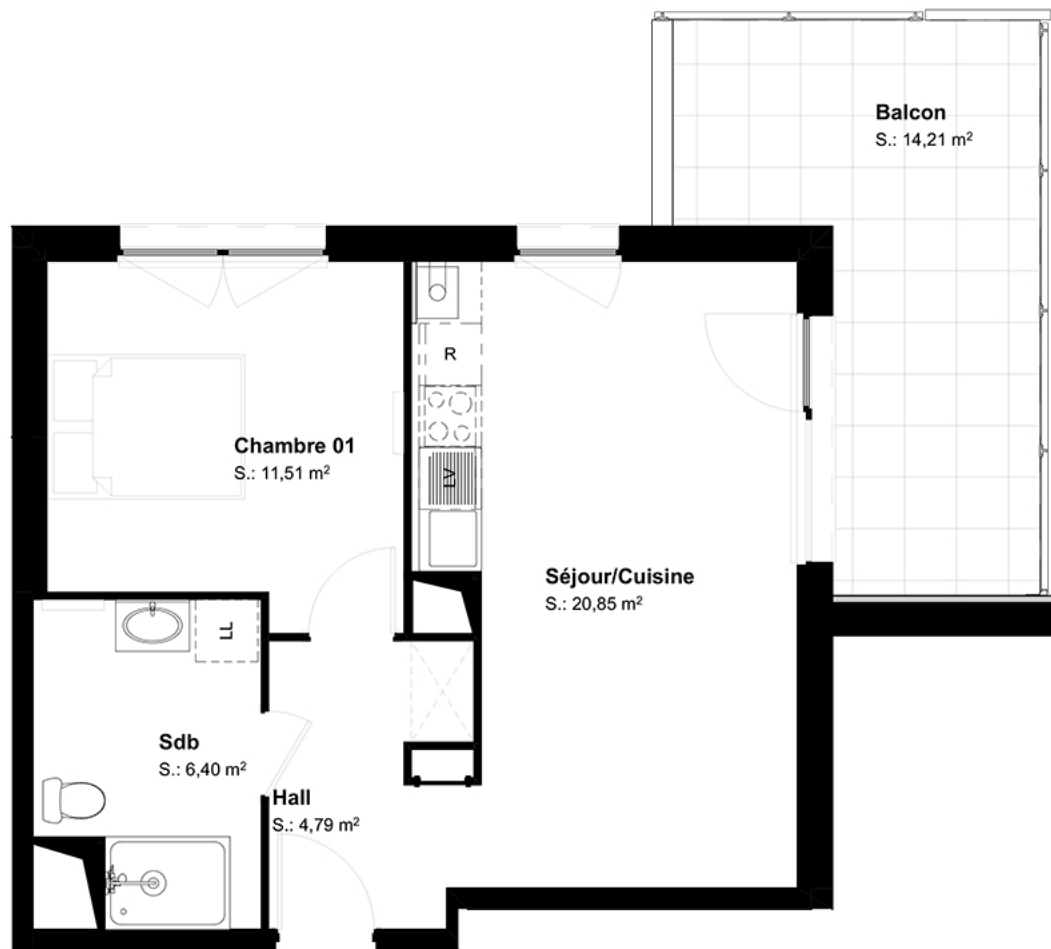 Balcon
S.: 14,21 m²
R
LV
Chambre 01
S.: 11,51 m²
Séjour/Cuisine
S.: 20,85 m²
LL
Sdb
S.: 6,40 m²
Hall
S.: 4,79 m²